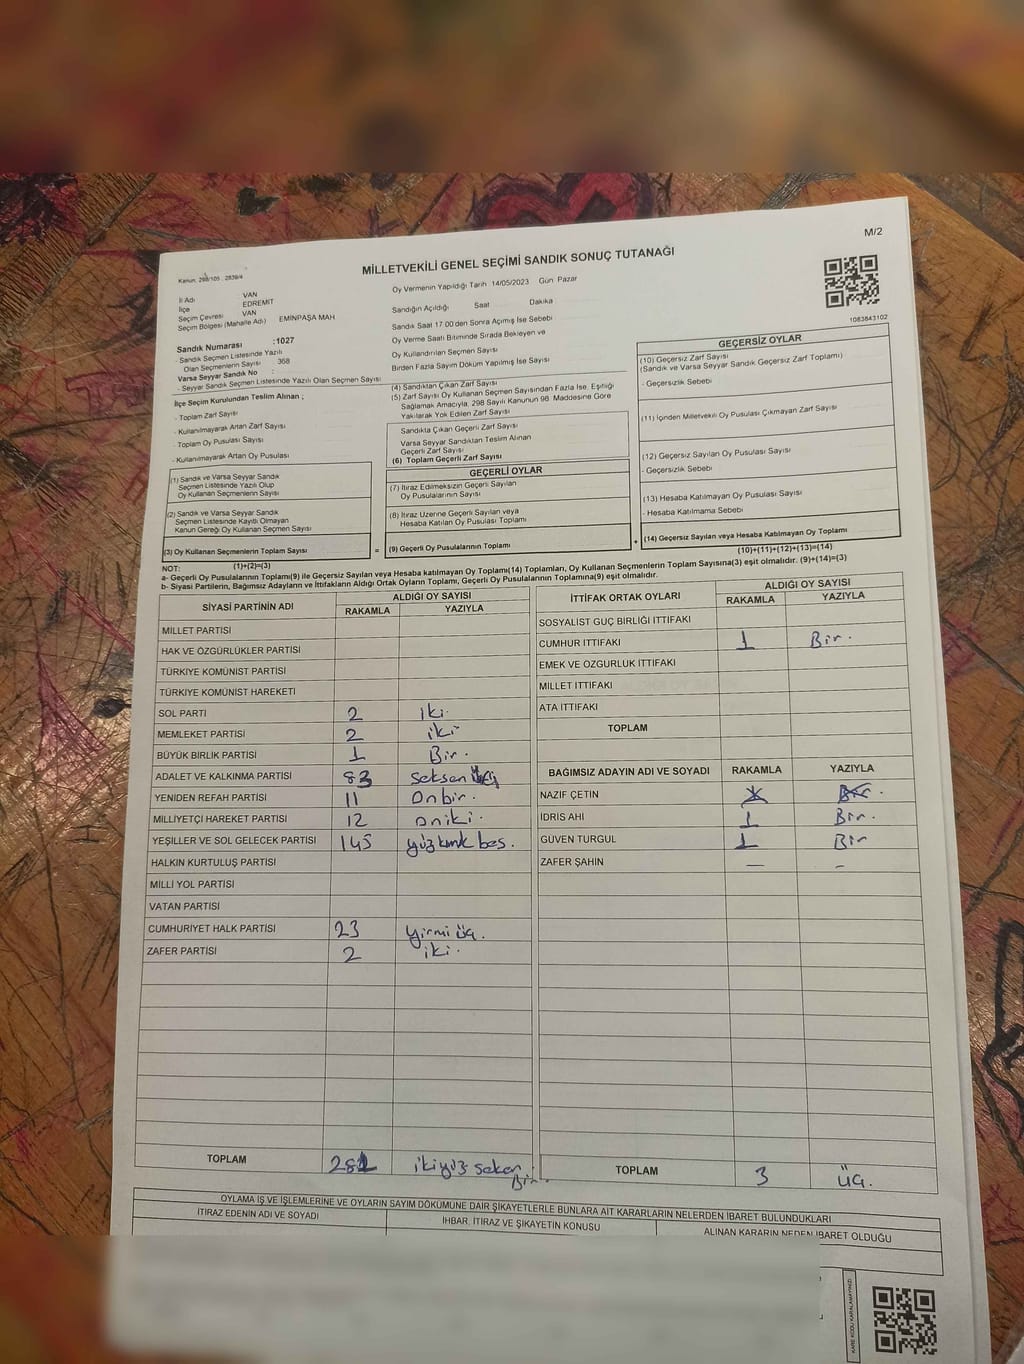 M/2
MİLLETVEKİLİ GENEL SEÇİMİ SANDIK SONUÇ TUTANAĞI
Kanun: 298/105 , 2839/4
Oy Vermenin Yapıldığı Tarih: 14/05/2023 Gün: Pazar
İl Adı : VAN
İlçe : EDREMİT
Seçim Çevresi : VAN
Seçim Bölgesi (Mahalle Adı) : EMİNPAŞA MAH
Sandık Numarası :1027
- Sandık Seçmen Listesinde Yazılı
Olan Seçmenlerin Sayısı : 358
Varsa Seyyar Sandık No :
- Seyyar Sandık Seçmen Listesinde Yazılı Olan Seçmen Sayısı:
İlçe Seçim Kurulundan Teslim Alınan ;
- Toplam Zarf Sayısı
- Kullanılmayarak Artan Zarf Sayısı
- Toplam Oy Pusulası Sayısı
- Kullanılmayarak Artan Oy Pusulası
(1) Sandık ve Varsa Seyyar Sandık
Seçmen Listesinde Yazılı Olup
Oy Kullanan Seçmenlerin Sayısı
(2) Sandık ve Varsa Seyyar Sandık
Seçmen Listesinde Kayıtlı Olmayan
Kanun Gereği Oy Kullanan Seçmen Sayısı
(3) Oy Kullanan Seçmenlerin Toplam Sayısı
(1)+(2)=(3)
Sandığın Açıldığı Saat Dakika :
Sandık Saat 17.00'den Sonra Açılmış İse Sebebi :
Oy Verme Saati Bitiminde Sırada Bekleyen ve
Oy Kullandırılan Seçmen Sayısı
Birden Fazla Sayım Döküm Yapılmış İse Sayısı
(4) Sandıktan Çıkan Zarf Sayısı
(5) Zarf Sayısı Oy Kullanan Seçmen Sayısından Fazla İse, Eşitliği
Sağlamak Amacıyla, 298 Sayılı Kanunun 98. Maddesine Göre
Yakılarak Yok Edilen Zarf Sayısı
Sandıkta Çıkan Geçerli Zarf Sayısı
Varsa Seyyar Sandıktan Teslim Alınan
Geçerli Zarf Sayısı
(6) Toplam Geçerli Zarf Sayısı
GEÇERLİ OYLAR
(7) İtiraz Edilmeksizin Geçerli Sayılan
Oy Pusulalarının Sayısı
(8) İtiraz Üzerine Geçerli Sayılan veya
Hesaba Katılan Oy Pusulası Toplamı
= (9) Geçerli Oy Pusulalarının Toplamı +
1083843102
GEÇERSİZ OYLAR
(10) Geçersiz Zarf Sayısı
(Sandık ve Varsa Seyyar Sandık Geçersiz Zarf Toplamı)
- Geçersizlik Sebebi
(11) İçinden Milletvekili Oy Pusulası Çıkmayan Zarf Sayısı
(12) Geçersiz Sayılan Oy Pusulası Sayısı
- Geçersizlik Sebebi
(13) Hesaba Katılmayan Oy Pusulası Sayısı
- Hesaba Katılmama Sebebi
(14) Geçersiz Sayılan veya Hesaba Katılmayan Oy Toplamı
(10)+(11)+(12)+(13)=(14)
NOT:
a- Geçerli Oy Pusulalarının Toplamı(9) ile Geçersiz Sayılan veya Hesaba katılmayan Oy Toplamı(14) Toplamları, Oy Kullanan Seçmenlerin Toplam Sayısına(3) eşit olmalıdır. (9)+(14)=(3)
b- Siyasi Partilerin, Bağımsız Adayların ve İttifakların Aldığı Ortak Oyların Toplamı, Geçerli Oy Pusulalarının Toplamına(9) eşit olmalıdır.
SİYASİ PARTİNİN ADI ALDIĞI OY SAYISI
RAKAMLA YAZIYLA
MİLLET PARTİSİ
HAK VE ÖZGÜRLÜKLER PARTİSİ
TÜRKİYE KOMÜNİST PARTİSİ
TÜRKİYE KOMÜNİST HAREKETİ
SOL PARTİ 2 iki.
MEMLEKET PARTİSİ 2 iki
BÜYÜK BİRLİK PARTİSİ 1 Bir.
ADALET VE KALKINMA PARTİSİ 83 seksen üç
YENİDEN REFAH PARTİSİ 11 Onbir.
MİLLİYETÇİ HAREKET PARTİSİ 12 oniki.
YEŞİLLER VE SOL GELECEK PARTİSİ 145 yüz kırk beş.
HALKIN KURTULUŞ PARTİSİ
MİLLİ YOL PARTİSİ
VATAN PARTİSİ
CUMHURİYET HALK PARTİSİ 23 yirmi üç.
ZAFER PARTİSİ 2 iki.
TOPLAM 281 ikiyüz seksen Bir.
İTTİFAK ORTAK OYLARI ALDIĞI OY SAYISI
RAKAMLA YAZIYLA
SOSYALİST GÜÇ BİRLİĞİ İTTİFAKI
CUMHUR İTTİFAKI 1 Bir.
EMEK VE ÖZGÜRLÜK İTTİFAKI
MİLLET İTTİFAKI
ATA İTTİFAKI
TOPLAM
BAĞIMSIZ ADAYIN ADI VE SOYADI RAKAMLA YAZIYLA
NAZİF ÇETİN 1 Bir.
İDRİS AHİ 1 Bir.
GÜVEN TURGUL 1 Bir
ZAFER ŞAHİN — -
TOPLAM 3 üç.
OYLAMA İŞ VE İŞLEMLERİNE VE OYLARIN SAYIM DÖKÜMÜNE DAİR ŞİKAYETLERLE BUNLARA AİT KARARLARIN NELERDEN İBARET BULUNDUKLARI
İTİRAZ EDENİN ADI VE SOYADI İHBAR, İTİRAZ VE ŞİKAYETİN KONUSU ALINAN KARARIN NEDEN İBARET OLDUĞU
KARE KODU KARALAMAYINIZ!